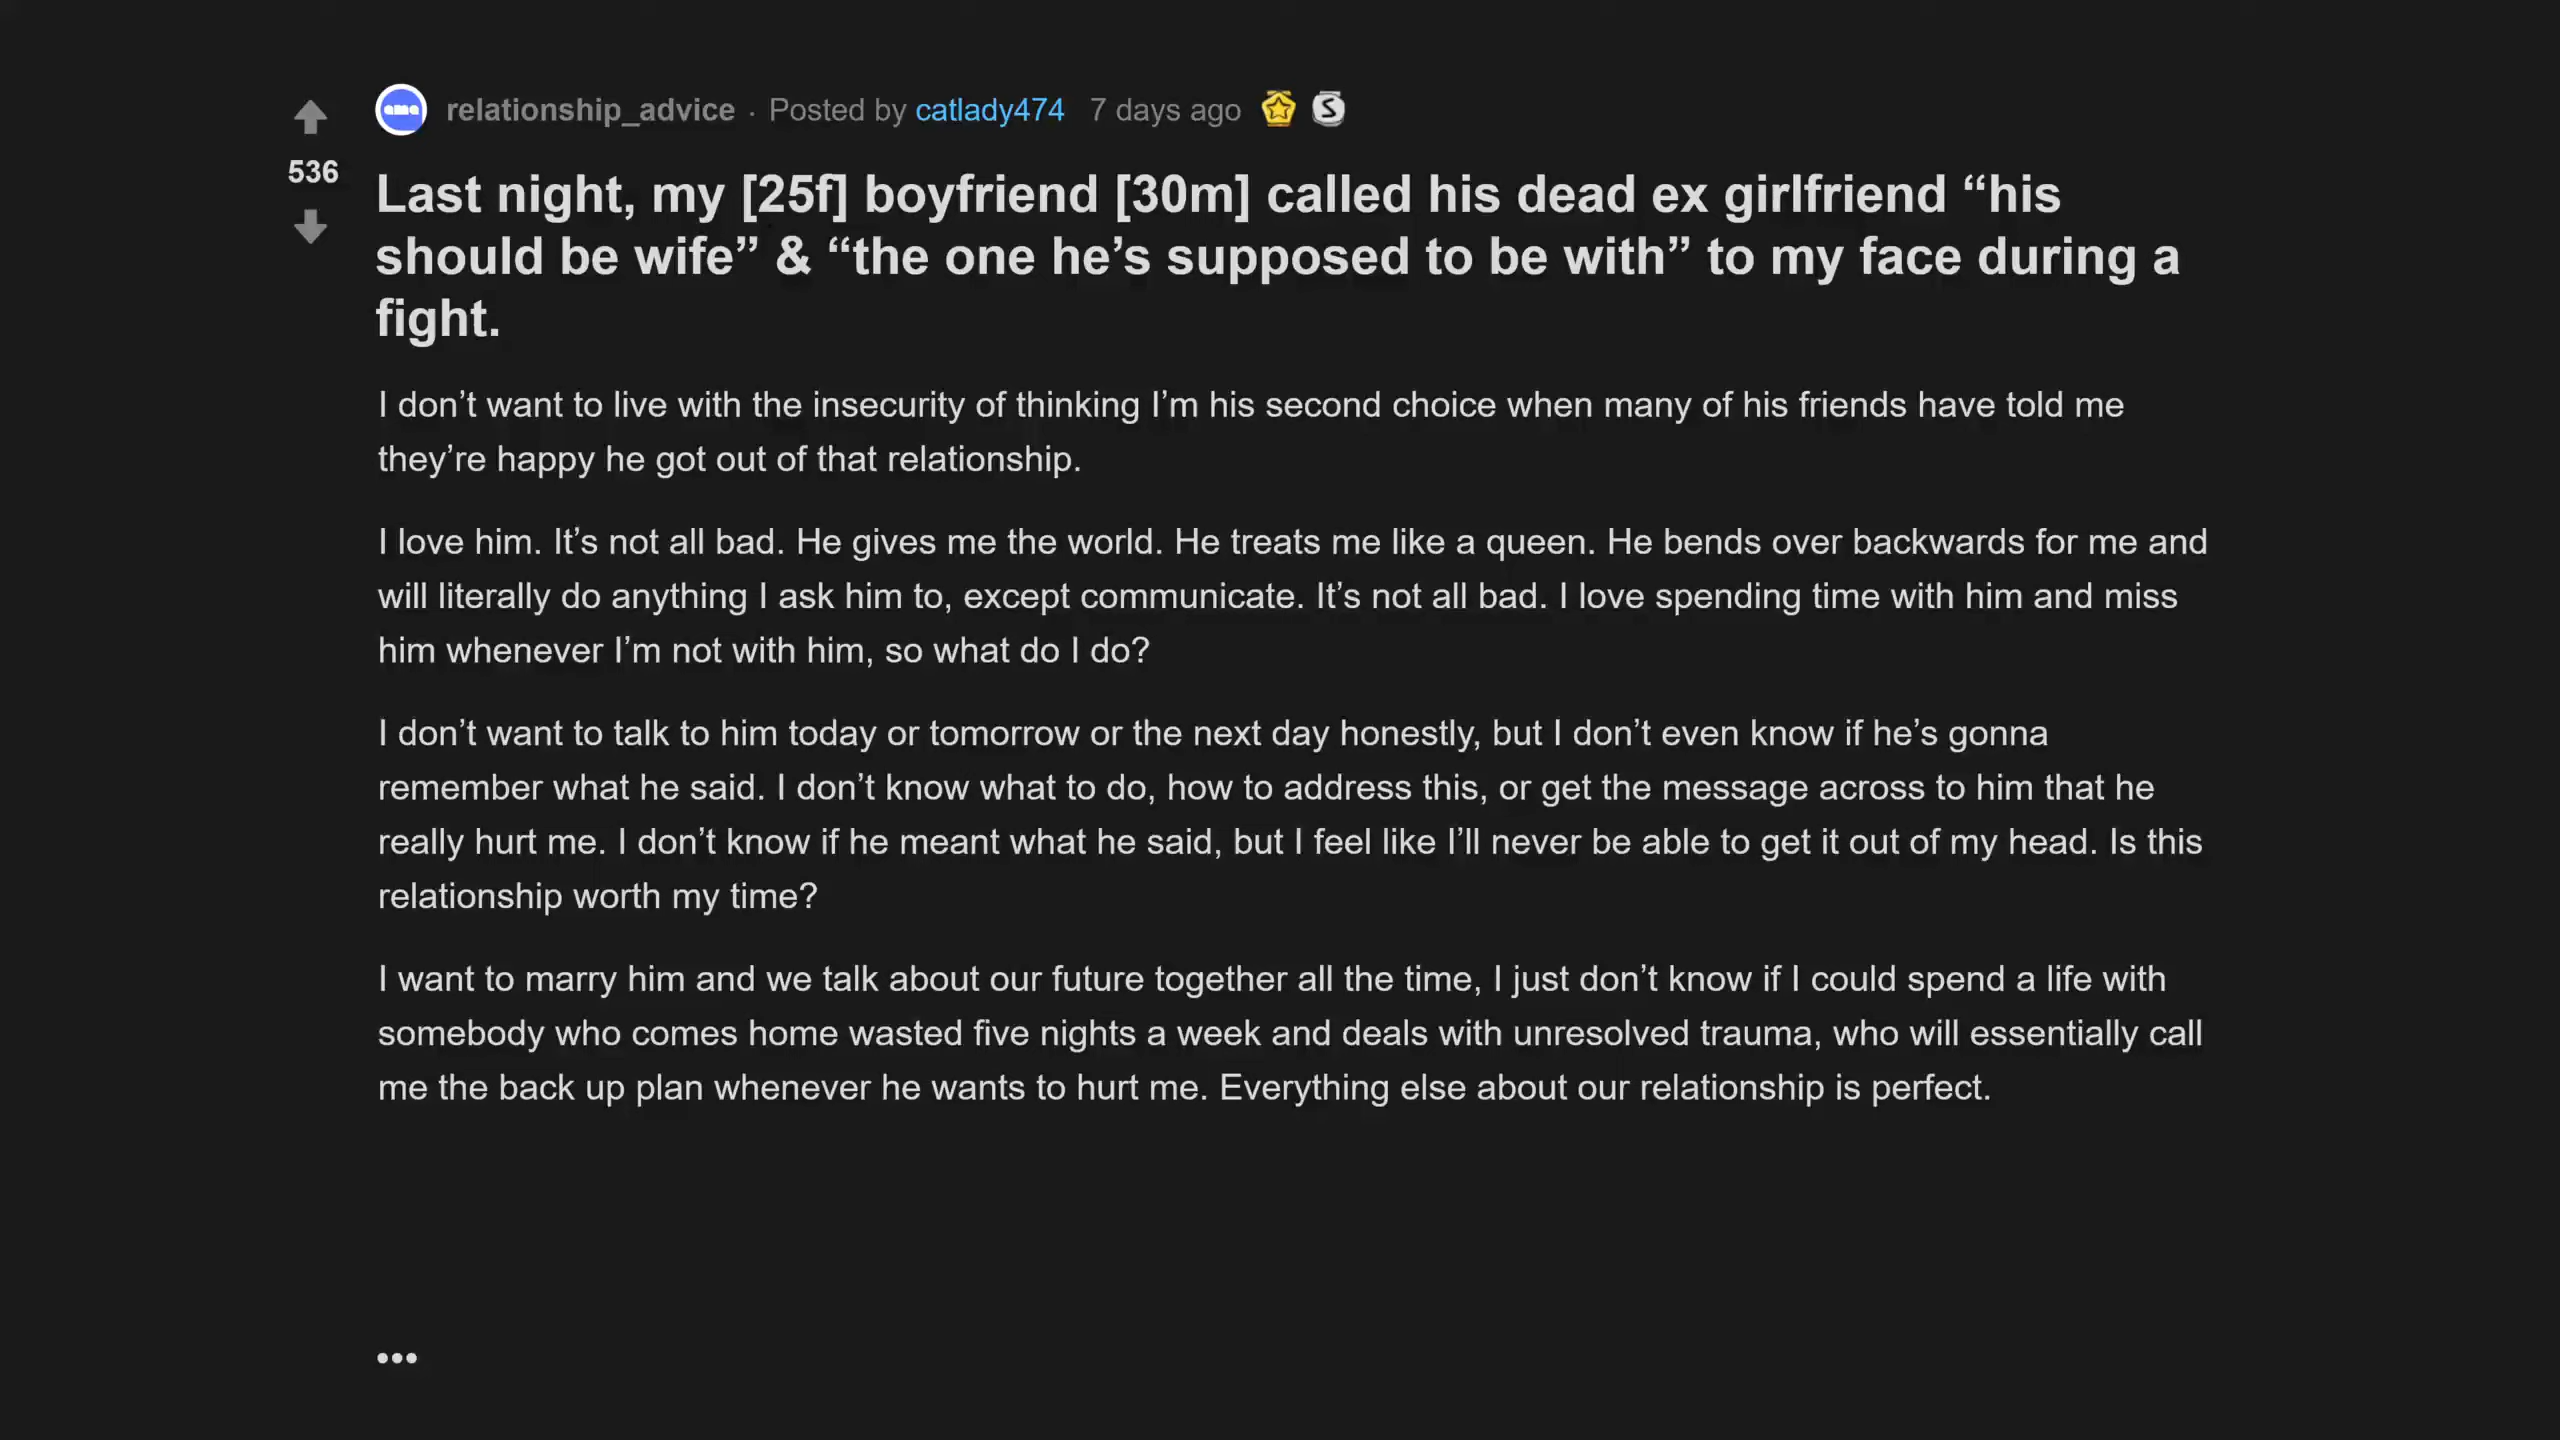 ama relationship_advice · Posted by catlady474 7 days ago S
536
Last night, my [25f] boyfriend [30m] called his dead ex girlfriend “his
should be wife” & “the one he’s supposed to be with” to my face during a
fight.
I don’t want to live with the insecurity of thinking I’m his second choice when many of his friends have told me
they’re happy he got out of that relationship.
I love him. It’s not all bad. He gives me the world. He treats me like a queen. He bends over backwards for me and
will literally do anything I ask him to, except communicate. It’s not all bad. I love spending time with him and miss
him whenever I’m not with him, so what do I do?
I don’t want to talk to him today or tomorrow or the next day honestly, but I don’t even know if he’s gonna
remember what he said. I don’t know what to do, how to address this, or get the message across to him that he
really hurt me. I don’t know if he meant what he said, but I feel like I’ll never be able to get it out of my head. Is this
relationship worth my time?
I want to marry him and we talk about our future together all the time, I just don’t know if I could spend a life with
somebody who comes home wasted five nights a week and deals with unresolved trauma, who will essentially call
me the back up plan whenever he wants to hurt me. Everything else about our relationship is perfect.
•••